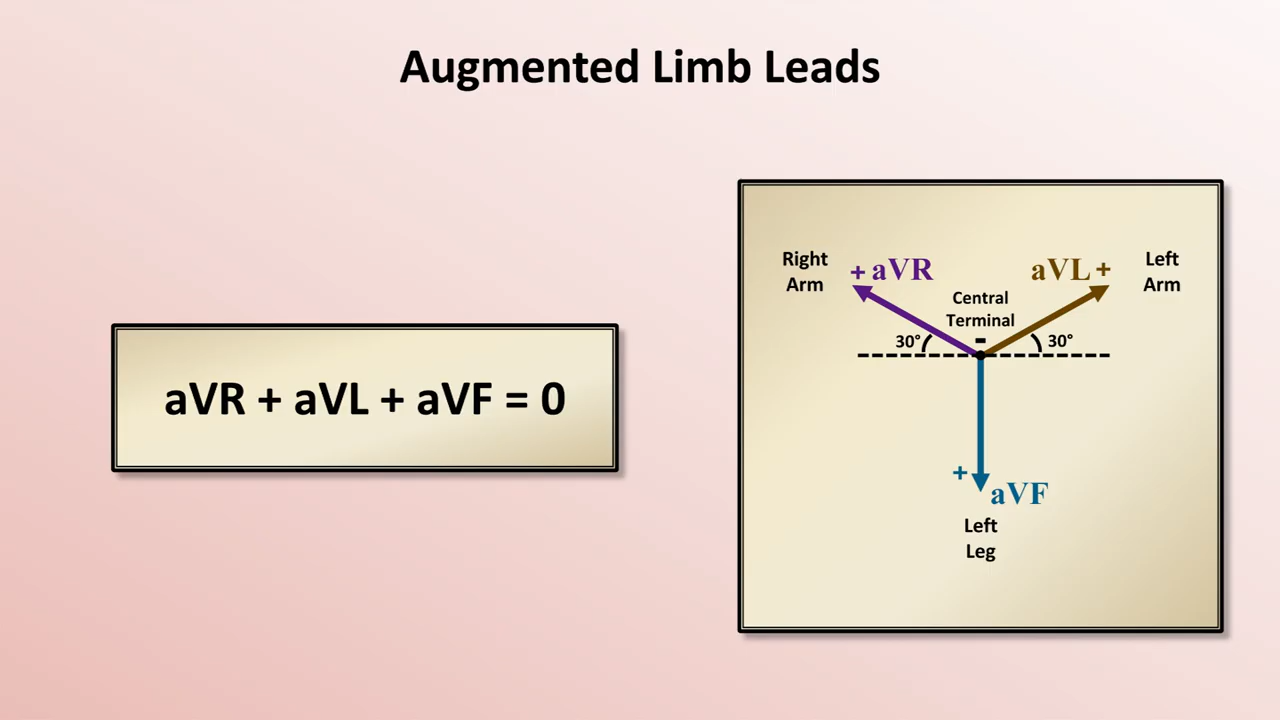 Augmented Limb Leads
aVR + aVL + aVF = 0
Right
Arm
+ aVR
aVL +
Left
Arm
Central
Terminal
-
30°
30°
+
aVF
Left
Leg